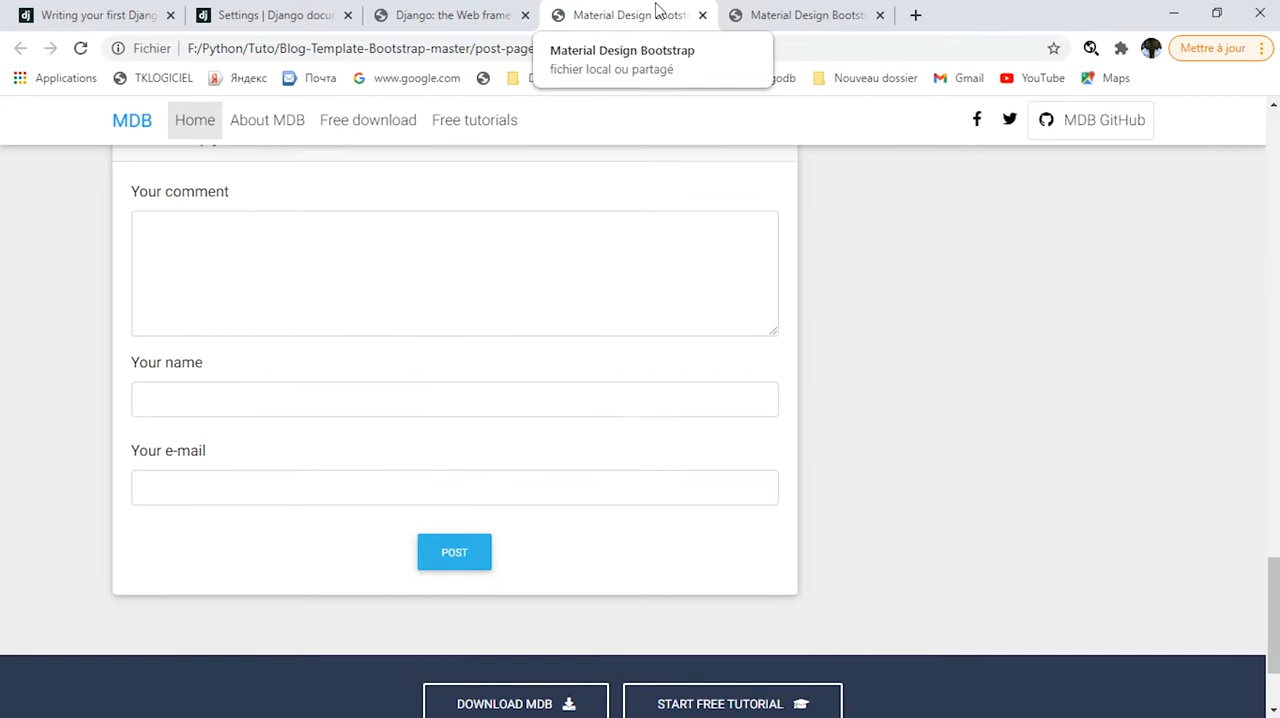 Writing your first Djang
Settings | Django docu
Django: the Web frame
Material Design Bootst
Material Design Bootst
Fichier
F:/Python/Tuto/Blog-Template-Bootstrap-master/post-page
Mettre à jour
Material Design Bootstrap
fichier local ou partagé
Applications
TKLOGICIEL
Яндекс
Почта
www.google.com
Nouveau dossier
Gmail
YouTube
Maps
MDB
Home
About MDB
Free download
Free tutorials
MDB GitHub
Your comment
Your name
Your e-mail
POST
DOWNLOAD MDB
START FREE TUTORIAL